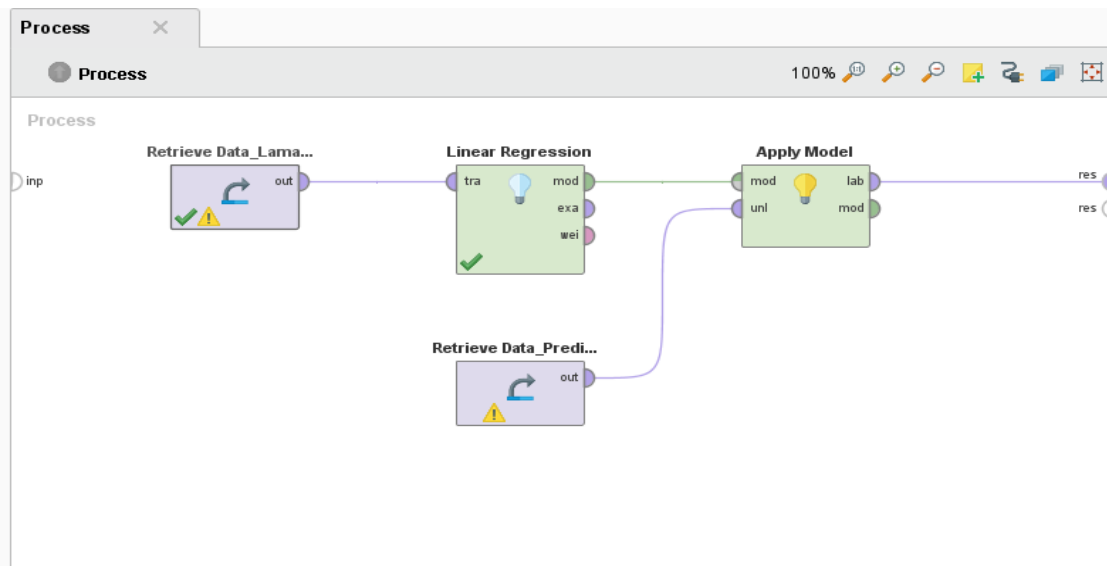 Process
Process
100%
Process
Retrieve Data_Lama...
Linear Regression
Apply Model
inp
out
tra
mod
exa
wei
mod
lab
unl
mod
res
res
Retrieve Data_Predi...
out